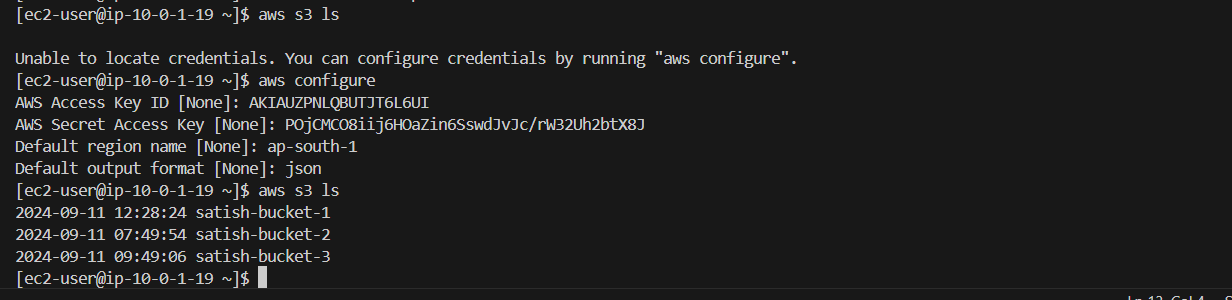 [ec2-user@ip-10-0-1-19 ~]$ aws s3 ls
Unable to locate credentials. You can configure credentials by running "aws configure".
[ec2-user@ip-10-0-1-19 ~]$ aws configure
AWS Access Key ID [None]: AKIAUZPNLQBUTJT6L6UI
AWS Secret Access Key [None]: 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
Default region name [None]: ap-south-1
Default output format [None]: json
[ec2-user@ip-10-0-1-19 ~]$ aws s3 ls
2024-09-11 12:28:24 satish-bucket-1
2024-09-11 07:49:54 satish-bucket-2
2024-09-11 09:49:06 satish-bucket-3
[ec2-user@ip-10-0-1-19 ~]$